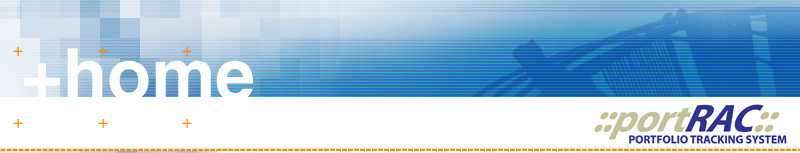 +home
::portRAC::
PORTFOLIO TRACKING SYSTEM